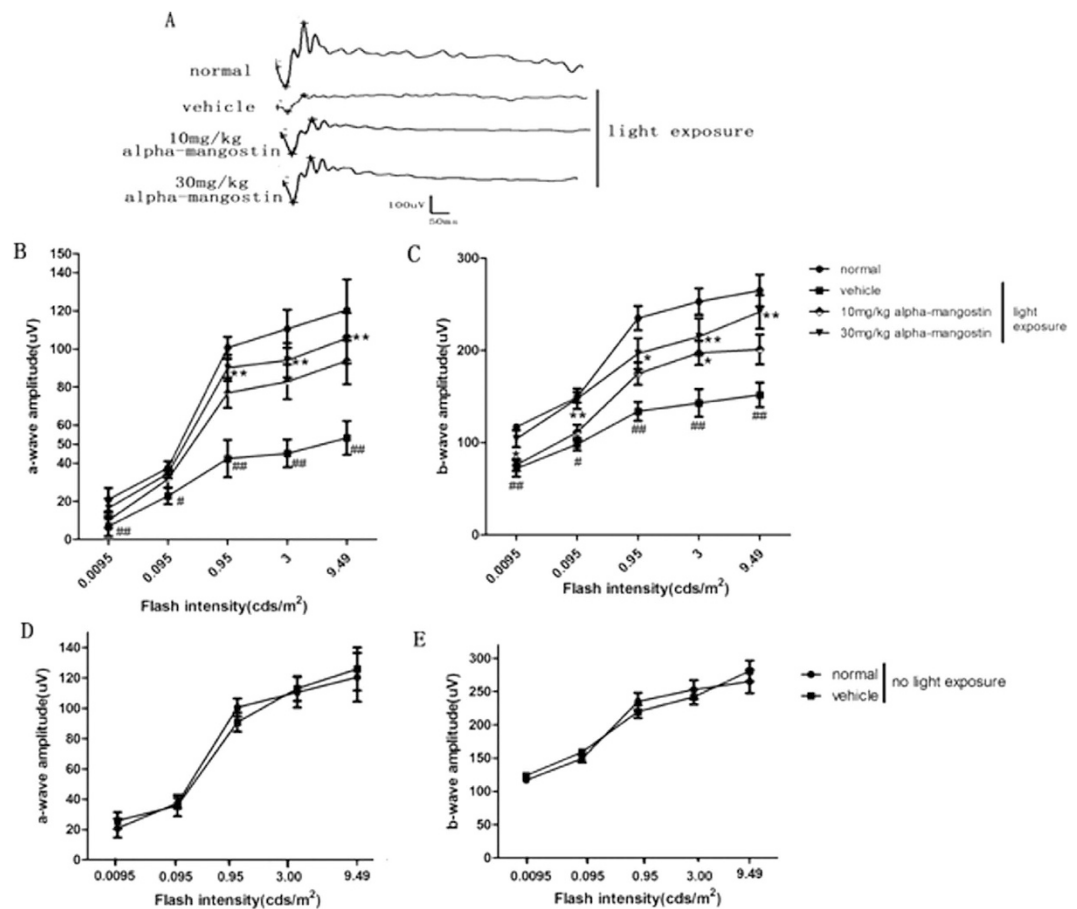 A
normal
vehicle
10mg/kg
alpha-mangostin
30mg/kg
alpha-mangostin
light exposure
100uV
50ms
B
a-wave amplitude(uV)
150
140
120
100
80
60
50
40
20
0
**
**
**
##
#
##
##
##
0.0095
0.095
0.95
3
9.49
Flash intensity(cds/m²)
C
b-wave amplitude(uV)
300
200
100
0
*
**
*
**
*
**
##
#
##
##
##
0.0095
0.095
0.95
3
9.49
Flash intensity(cds/m²)
normal
vehicle
10mg/kg alpha-mangostin
30mg/kg alpha-mangostin
light
exposure
D
a-wave amplitude(uV)
140
120
100
80
60
40
20
0
0.0095
0.095
0.95
3.00
9.49
Flash intensity(cds/m²)
E
b-wave amplitude(uV)
300
250
200
150
100
50
0
0.0095
0.095
0.95
3.00
9.49
Flash intensity(cds/m²)
normal
vehicle
no light exposure